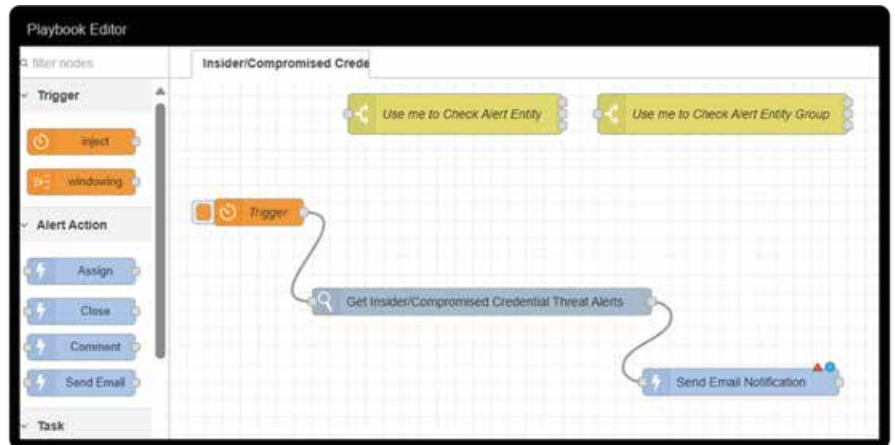 Playbook Editor
filter nodes
Insider/Compromised Crede
Trigger
inject
windowing
Alert Action
Assign
Close
Comment
Send Email
Task
Use me to Check Alert Entity
Use me to Check Alert Entity Group
Trigger
Get Insider/Compromised Credential Threat Alerts
Send Email Notification